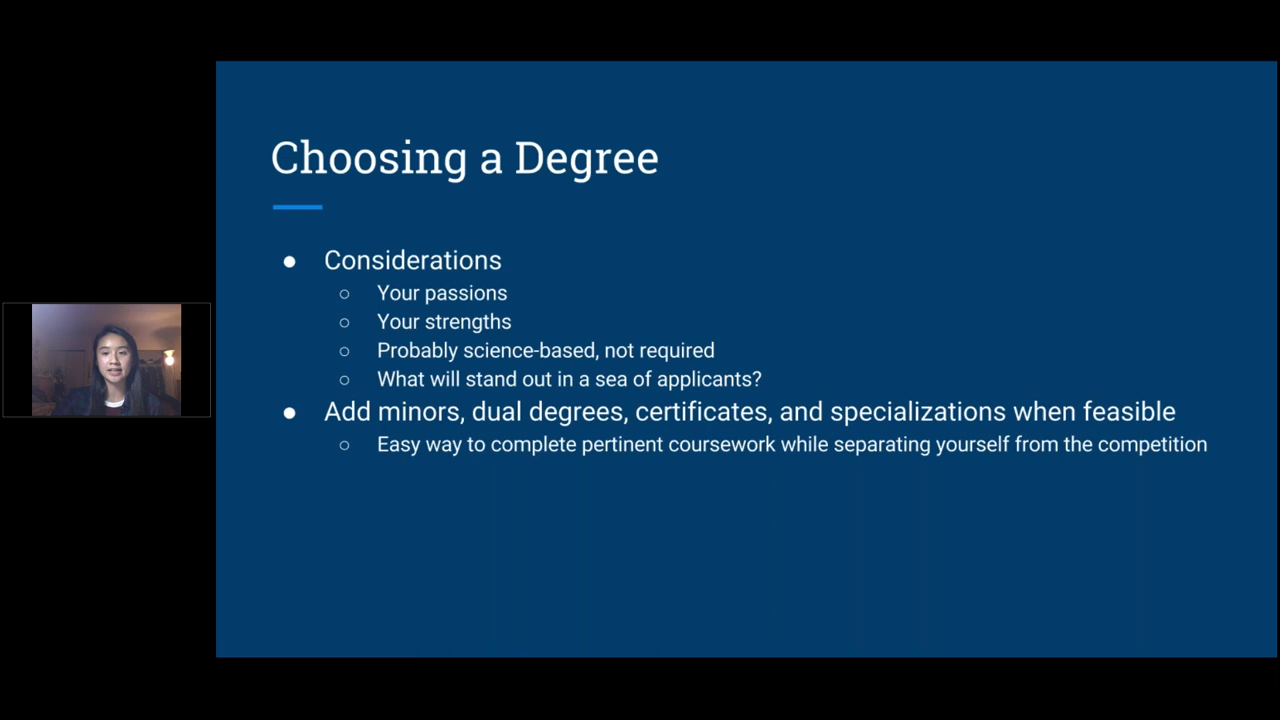 Choosing a Degree
● Considerations
○ Your passions
○ Your strengths
○ Probably science-based, not required
○ What will stand out in a sea of applicants?
● Add minors, dual degrees, certificates, and specializations when feasible
○ Easy way to complete pertinent coursework while separating yourself from the competition